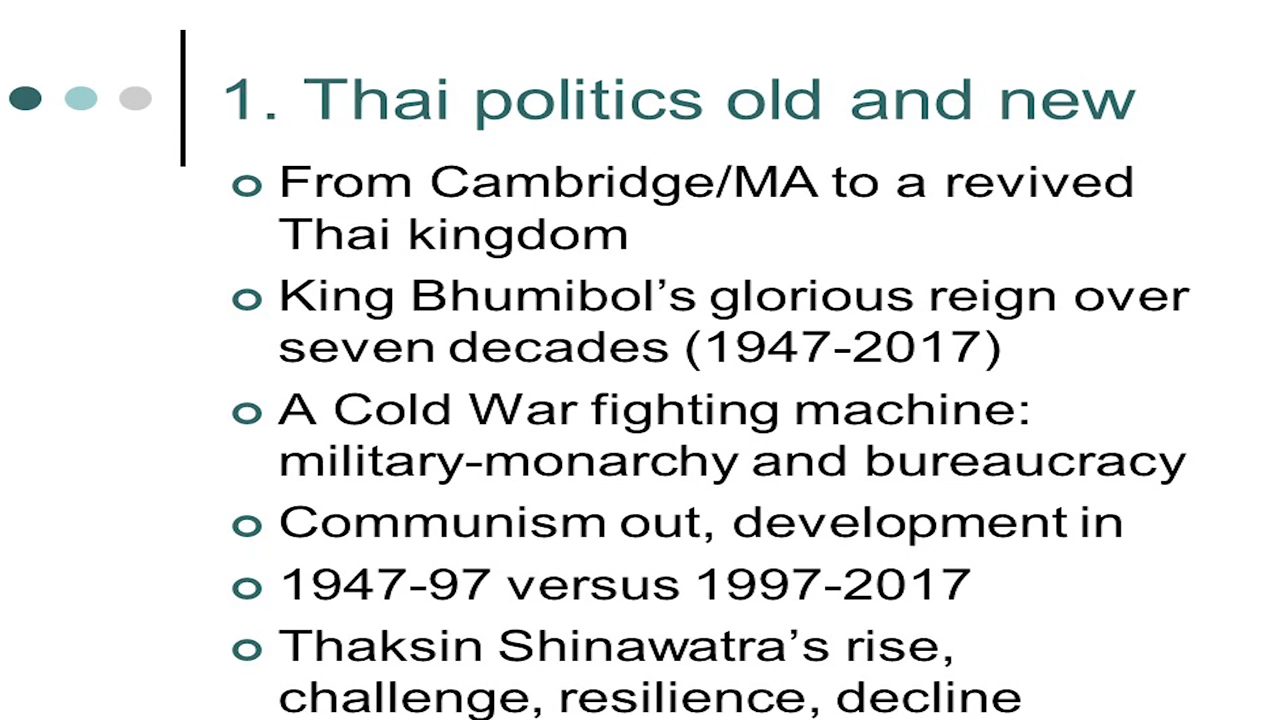 1. Thai politics old and new
From Cambridge/MA to a revived
Thai kingdom
King Bhumibol’s glorious reign over
seven decades (1947-2017)
A Cold War fighting machine:
military-monarchy and bureaucracy
Communism out, development in
1947-97 versus 1997-2017
Thaksin Shinawatra’s rise,
challenge, resilience, decline